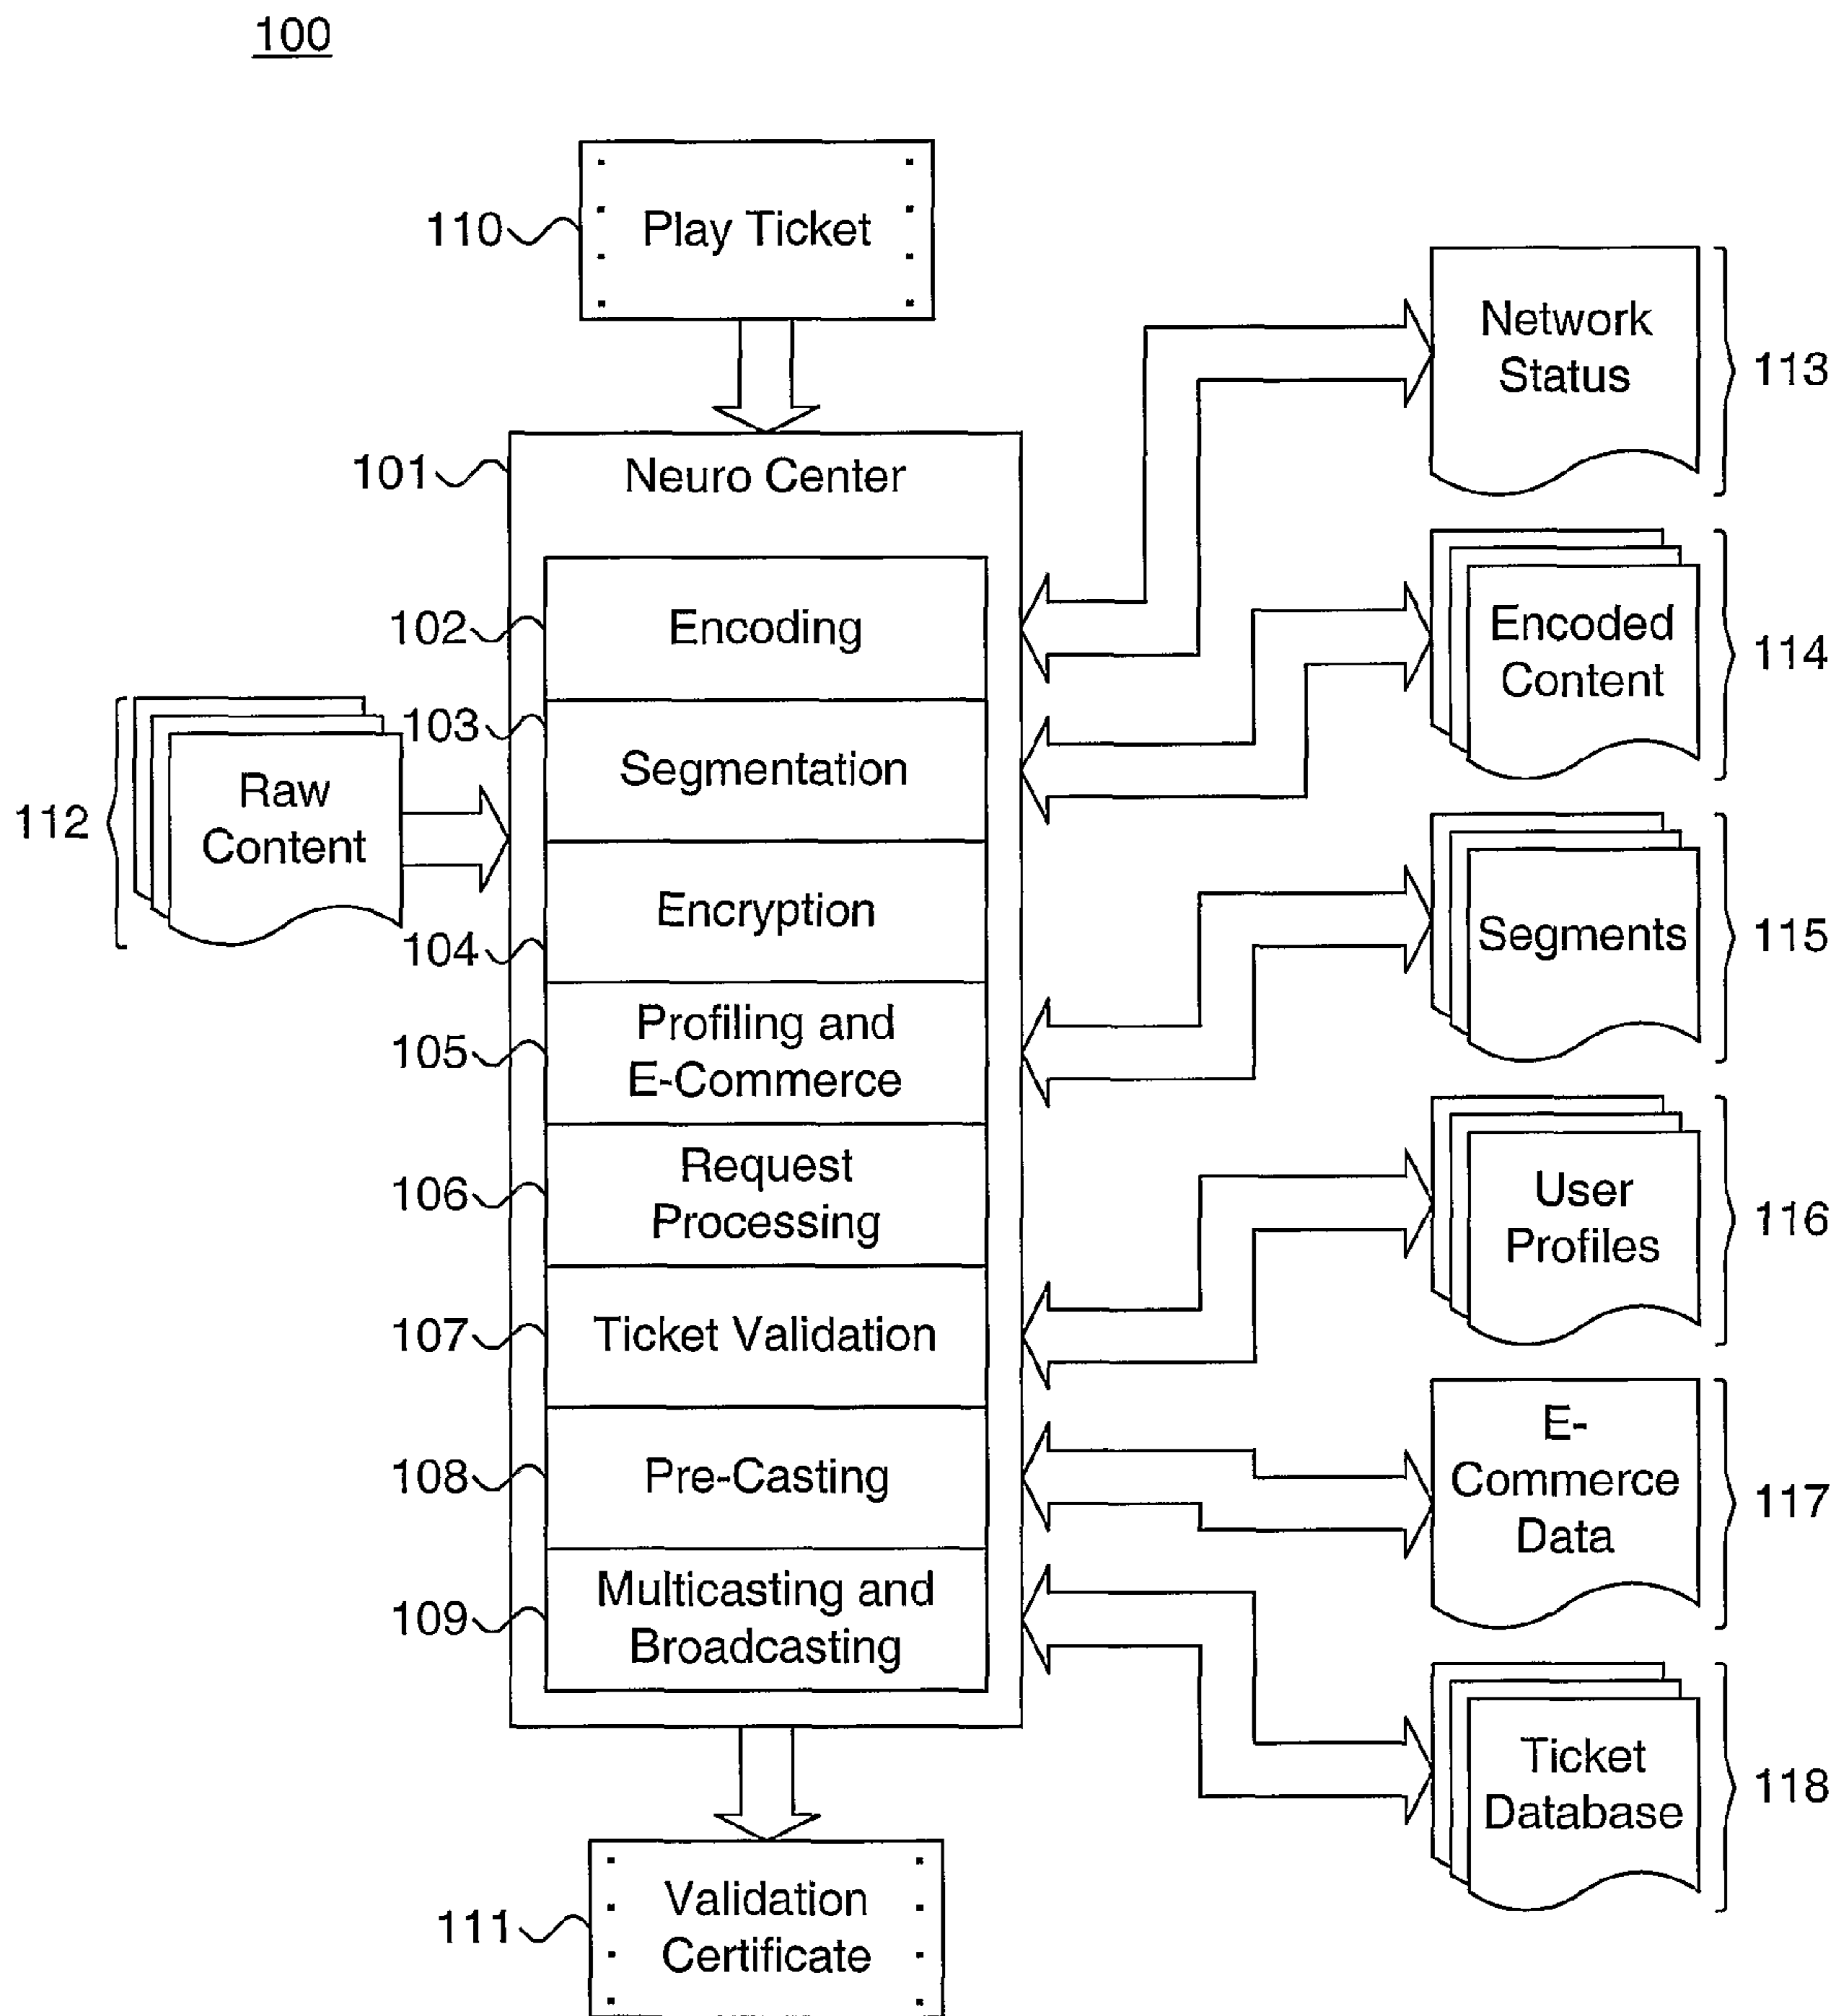 100
110
Play Ticket
Network
Status
113
101
Neuro Center
102
Encoding
Encoded
Content
114
103
Segmentation
112
Raw
Content
104
Encryption
Segments
115
105
Profiling and
E-Commerce
106
Request
Processing
User
Profiles
116
107
Ticket Validation
108
Pre-Casting
E-
Commerce
Data
117
109
Multicasting and
Broadcasting
Ticket
Database
118
111
Validation
Certificate